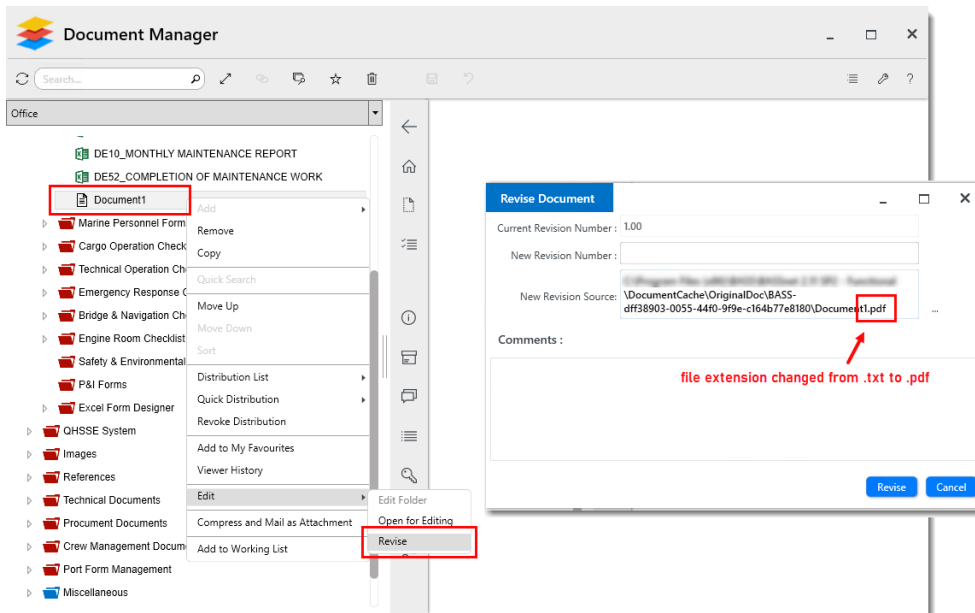 Document Manager
Search...
Office
DE10_MONTHLY MAINTENANCE REPORT
DE52_COMPLETION OF MAINTENANCE WORK
Document1
Marine Personnel Form
Cargo Operation Check
Technical Operation Ch
Emergency Response C
Bridge & Navigation Ch
Engine Room Checklist
Safety & Environmental
P&I Forms
Excel Form Designer
QHSSE System
Images
References
Technical Documents
Procument Documents
Crew Management Docum
Port Form Management
Miscellaneous
Add
Remove
Copy
Quick Search
Move Up
Move Down
Sort
Distribution List
Quick Distribution
Revoke Distribution
Add to My Favourites
Viewer History
Edit
Compress and Mail as Attachment
Add to Working List
Edit Folder
Open for Editing
Revise
Revise Document
Current Revision Number : 1.00
New Revision Number :
New Revision Source:
\DocumentCache\OriginalDoc\BASS-
dff38903-0055-44f0-9f9e-c164b77e8180\Document1.pdf
...
Comments :
file extension changed from .txt to .pdf
Revise
Cancel